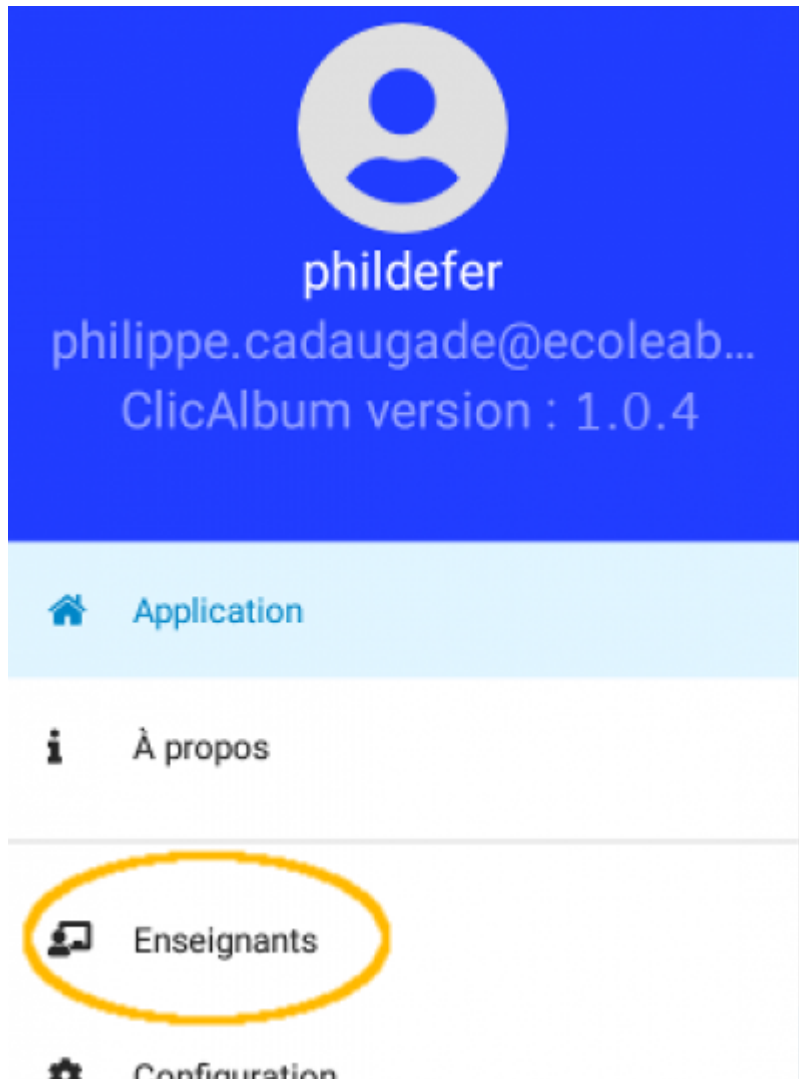 phildefer
philippe.cadaugade@ecoleab...
ClicAlbum version : 1.0.4
Application
À propos
Enseignants
Configuration